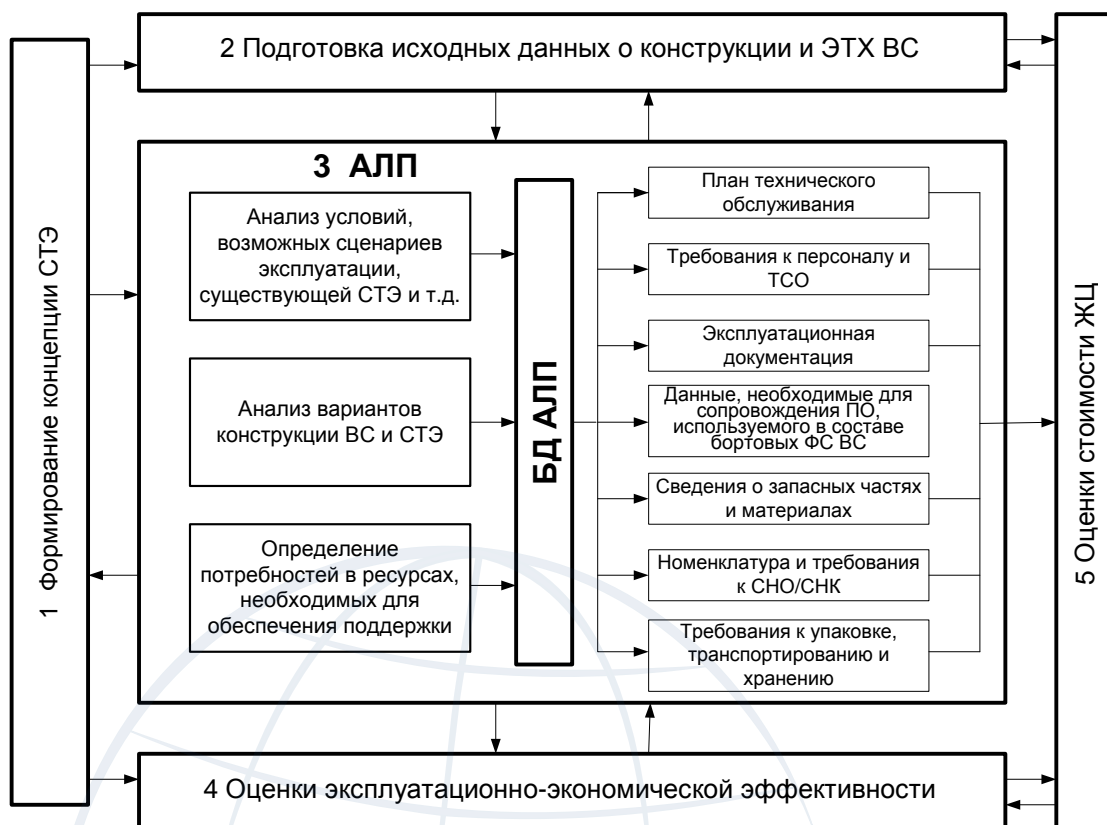 2 Подготовка исходных данных о конструкции и ЭТХ ВС
1 Формирование концепции СТЭ
3 АЛП
Анализ условий,
возможных сценариев
эксплуатации,
существующей СТЭ и т.д.
Анализ вариантов
конструкции ВС и СТЭ
Определение
потребностей в ресурсах,
необходимых для
обеспечения поддержки
БД АЛП
План технического
обслуживания
Требования к персоналу и
ТСО
Эксплуатационная
документация
Данные, необходимые для
сопровождения ПО,
используемого в составе
бортовых ФС ВС
Сведения о запасных частях
и материалах
Номенклатура и требования
к СНО/СНК
Требования к упаковке,
транспортированию и
хранению
5 Оценки стоимости ЖЦ
4 Оценки эксплуатационно-экономической эффективности